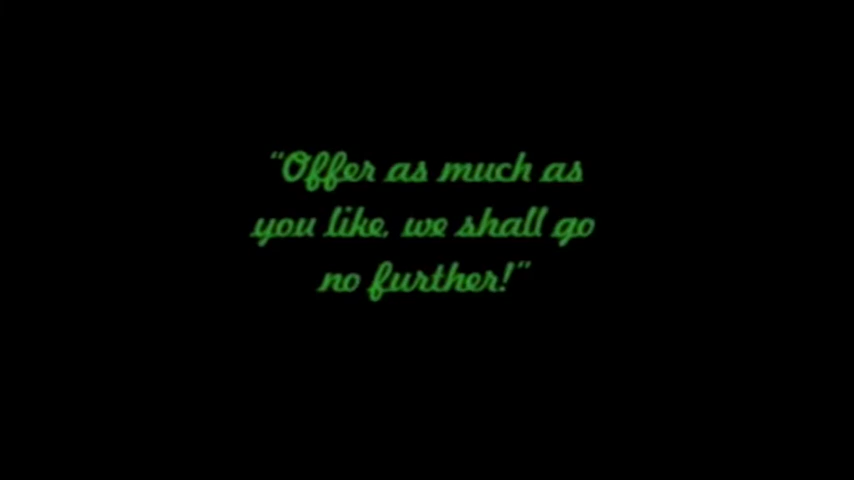 “Offer as much as
you like, we shall go
no further!”